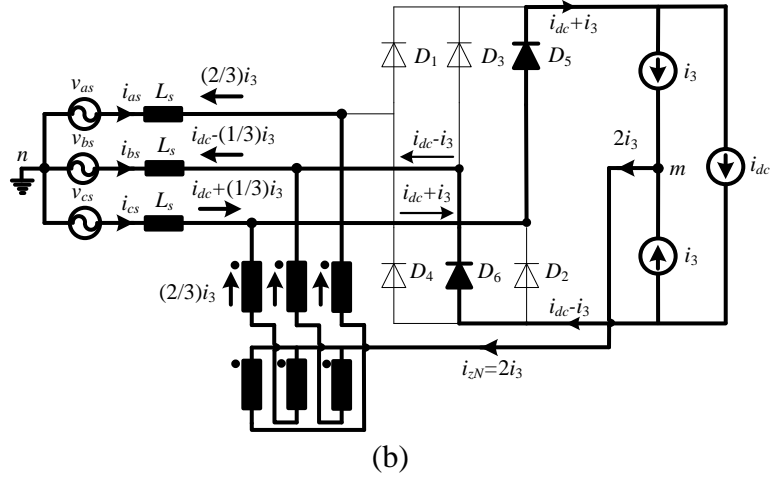 i_dc+i_3
D_1 D_3 D_5
i_3
v_as i_as L_s (2/3)i_3
v_bs i_bs L_s i_dc-(1/3)i_3
i_dc-i_3
2i_3
n
m
i_dc
v_cs i_cs L_s i_dc+(1/3)i_3
i_dc+i_3
D_4 D_6 D_2
i_3
(2/3)i_3
i_dc-i_3
i_zN=2i_3
(b)